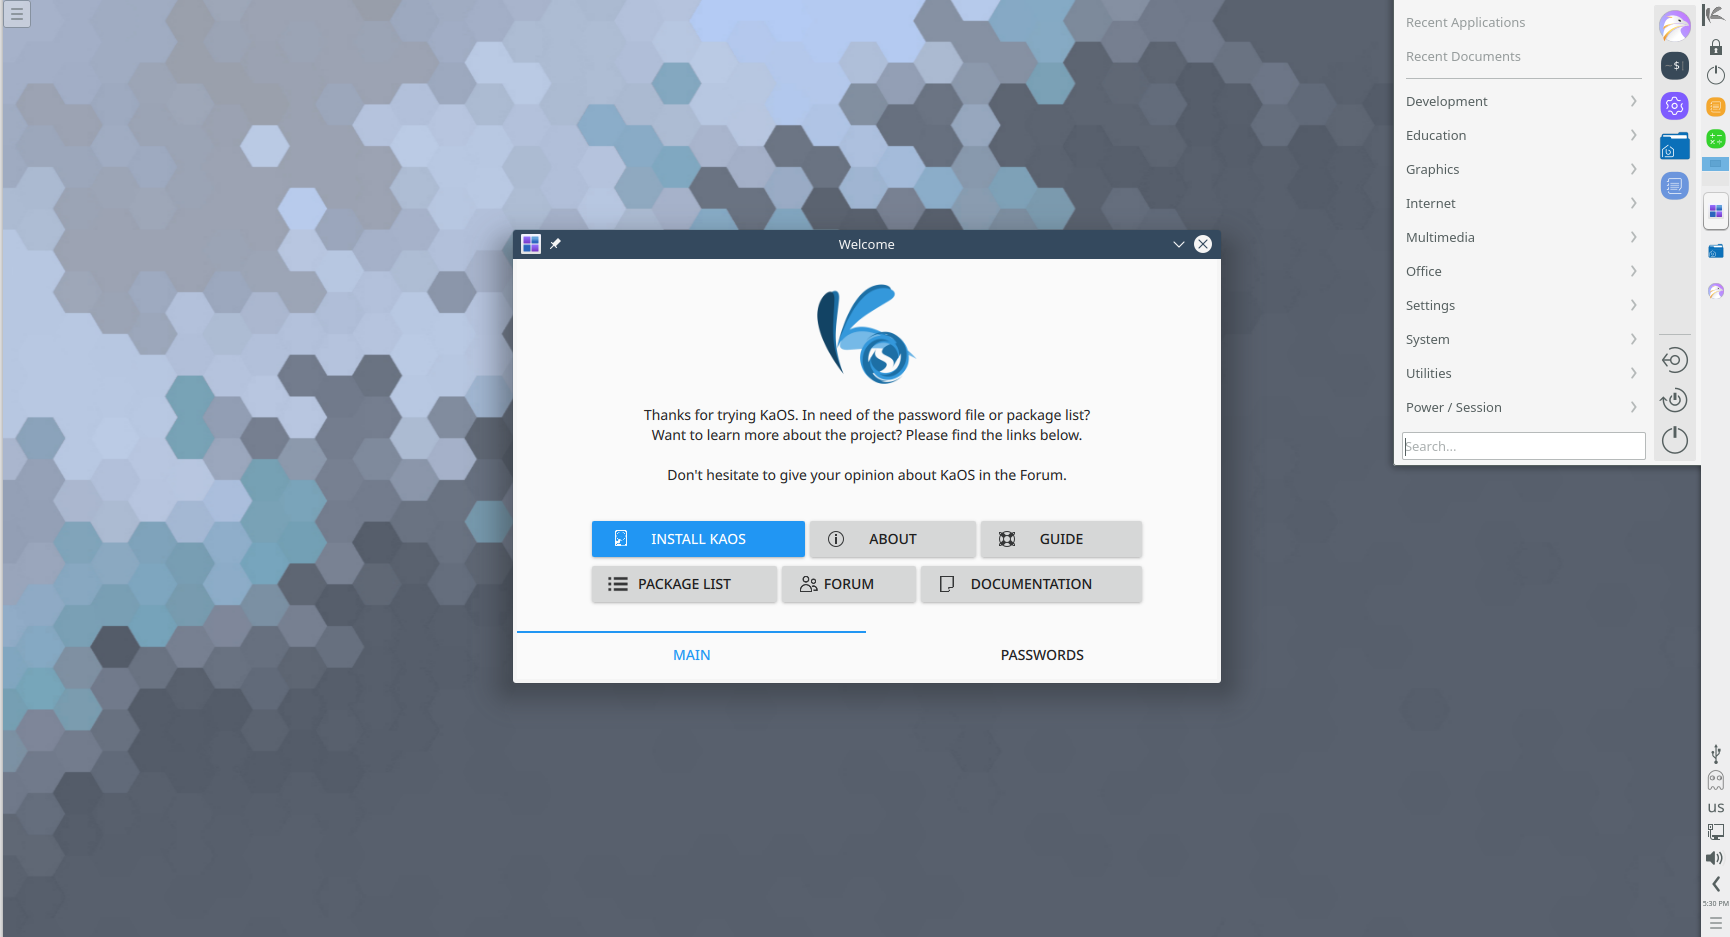 Recent Applications
Recent Documents
Development
Education
Graphics
Internet
Multimedia
Office
Settings
System
Utilities
Power / Session
Search...
Welcome
Thanks for trying KaOS. In need of the password file or package list?
Want to learn more about the project? Please find the links below.
Don't hesitate to give your opinion about KaOS in the Forum.
INSTALL KAOS
ABOUT
GUIDE
PACKAGE LIST
FORUM
DOCUMENTATION
MAIN
PASSWORDS
~$
US
5:30 PM